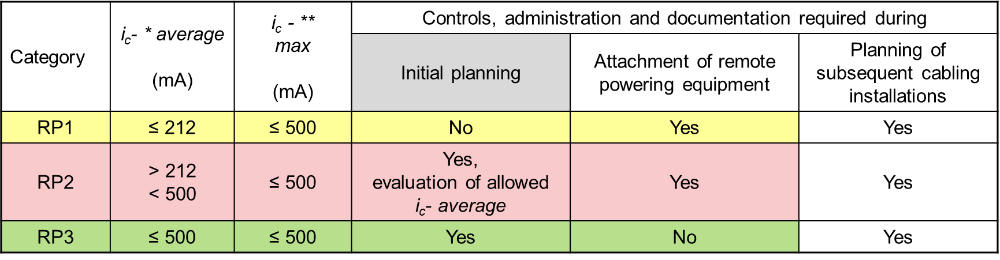 Category
i_c- * average
(mA)
i_c - **
max
(mA)
Controls, administration and documentation required during
Initial planning
Attachment of remote
powering equipment
Planning of
subsequent cabling
installations
RP1
≤ 212
≤ 500
No
Yes
Yes
RP2
> 212
< 500
≤ 500
Yes,
evaluation of allowed
i_c- average
Yes
Yes
RP3
≤ 500
≤ 500
Yes
No
Yes